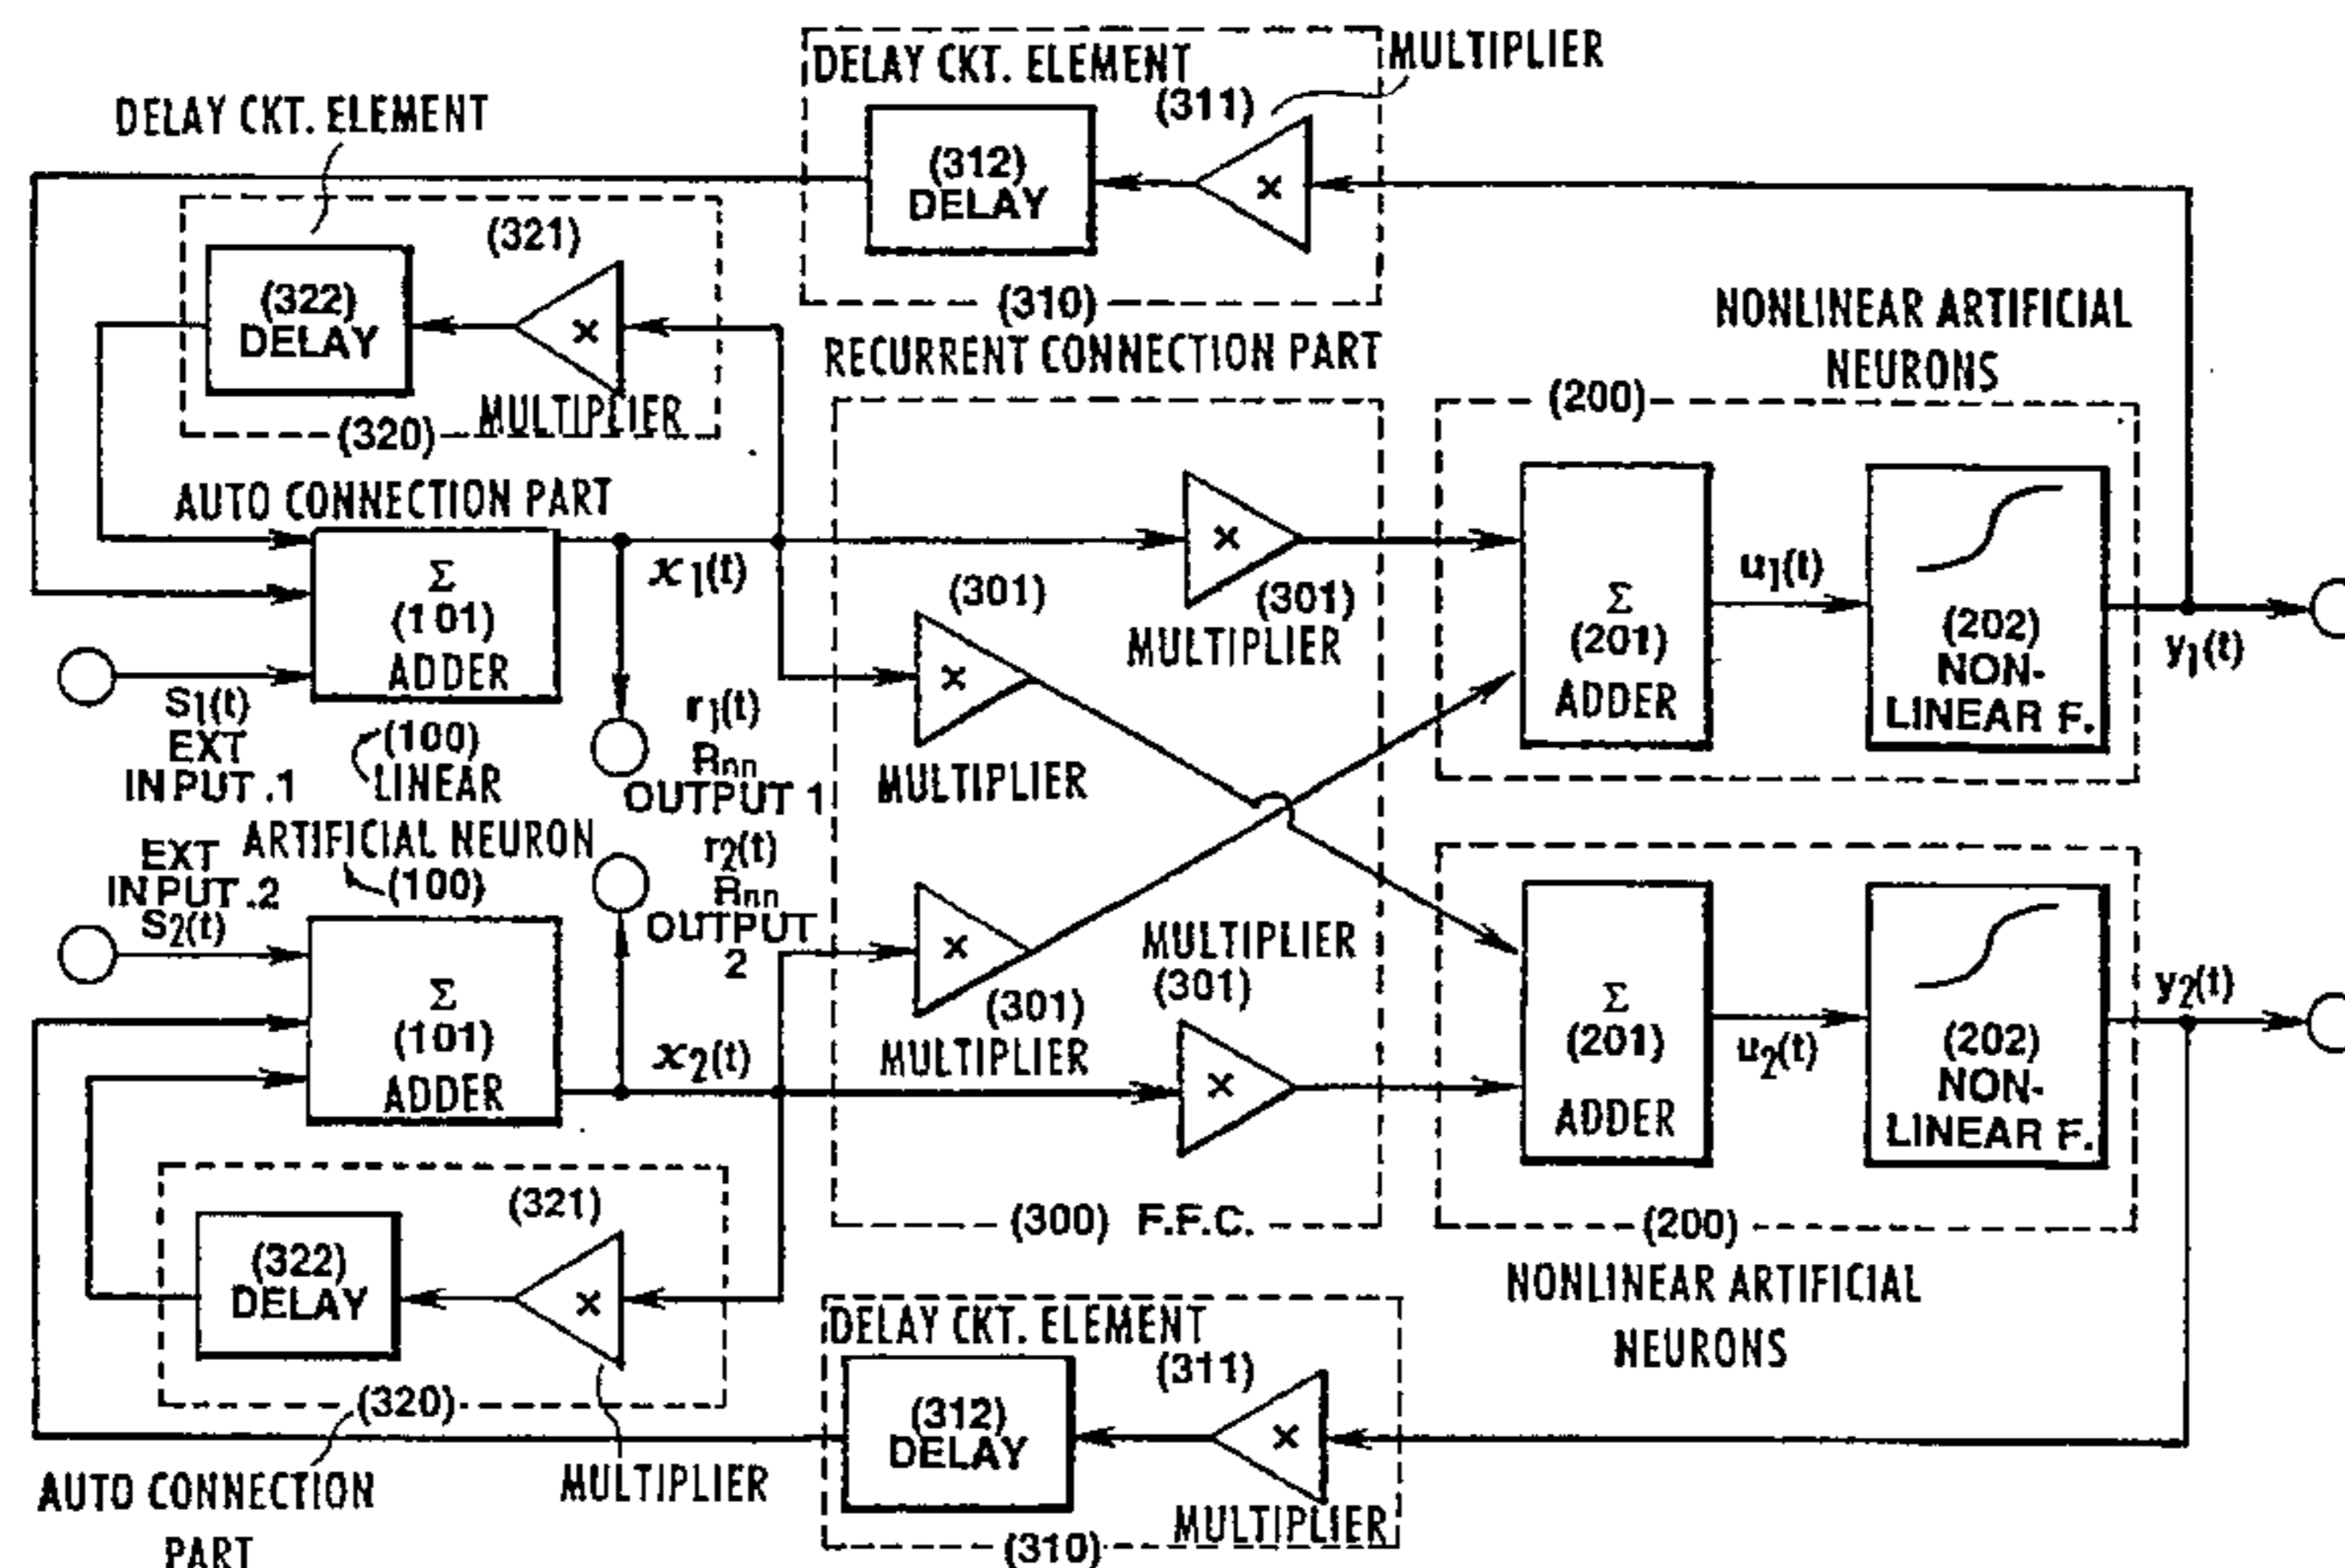 DELAY CKT. ELEMENT
(311)
MULTIPLIER
(312)
DELAY
(310)
RECURRENT CONNECTION PART
DELAY CKT. ELEMENT
(321)
(322)
DELAY
×
×
MULTIPLIER
(320)
AUTO CONNECTION PART
NONLINEAR ARTIFICIAL
NEURONS
(200)
Σ
(101)
ADDER
x1(t)
S1(t)
EXT
INPUT .1
(100)
LINEAR
r1(t)
Rnn
OUTPUT 1
(301)
×
MULTIPLIER
×
(301)
MULTIPLIER
Σ
(201)
ADDER
u1(t)
(202)
NON-
LINEAR F.
y1(t)
EXT
INPUT .2
S2(t)
ARTIFICIAL NEURON
(100)
r2(t)
Rnn
OUTPUT
2
Σ
(101)
ADDER
x2(t)
×
(301)
MULTIPLIER
MULTIPLIER
(301)
×
(300) F.F.C.
Σ
(201)
ADDER
u2(t)
(202)
NON-
LINEAR F.
y2(t)
(200)
NONLINEAR ARTIFICIAL
NEURONS
(321)
(322)
DELAY
×
(320)
AUTO CONNECTION
PART
MULTIPLIER
DELAY CKT. ELEMENT
(311)
(312)
DELAY
×
MULTIPLIER
(310)